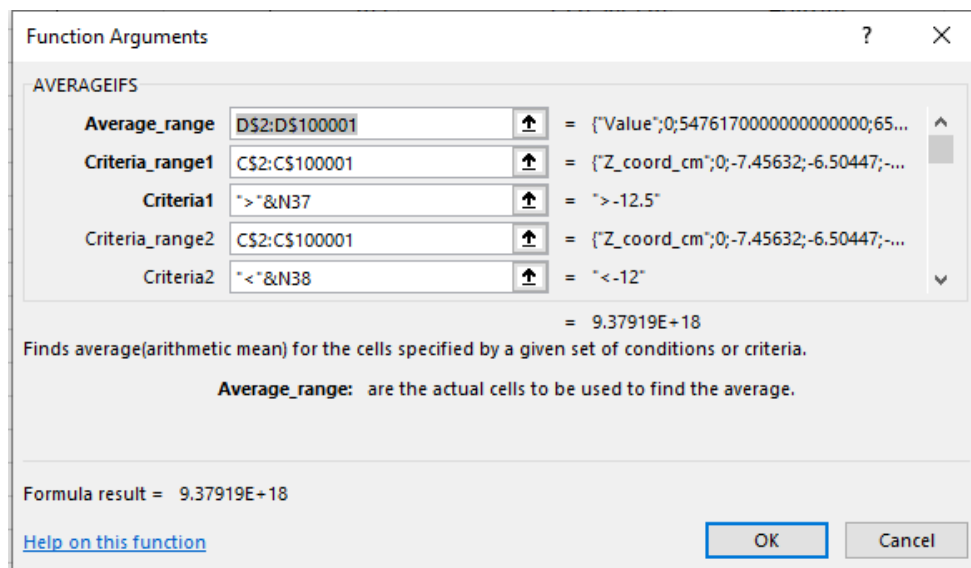 Function Arguments ? ×
AVERAGEIFS
Average_range D$2:D$100001 = {"Value";0;5476170000000000000;65...
Criteria_range1 C$2:C$100001 = {"Z_coord_cm";0;-7.45632;-6.50447;-...
Criteria1 ">"&N37 = ">-12.5"
Criteria_range2 C$2:C$100001 = {"Z_coord_cm";0;-7.45632;-6.50447;-...
Criteria2 "<"&N38 = "<-12"
= 9.37919E+18
Finds average(arithmetic mean) for the cells specified by a given set of conditions or criteria.
Average_range: are the actual cells to be used to find the average.
Formula result = 9.37919E+18
Help on this function OK Cancel